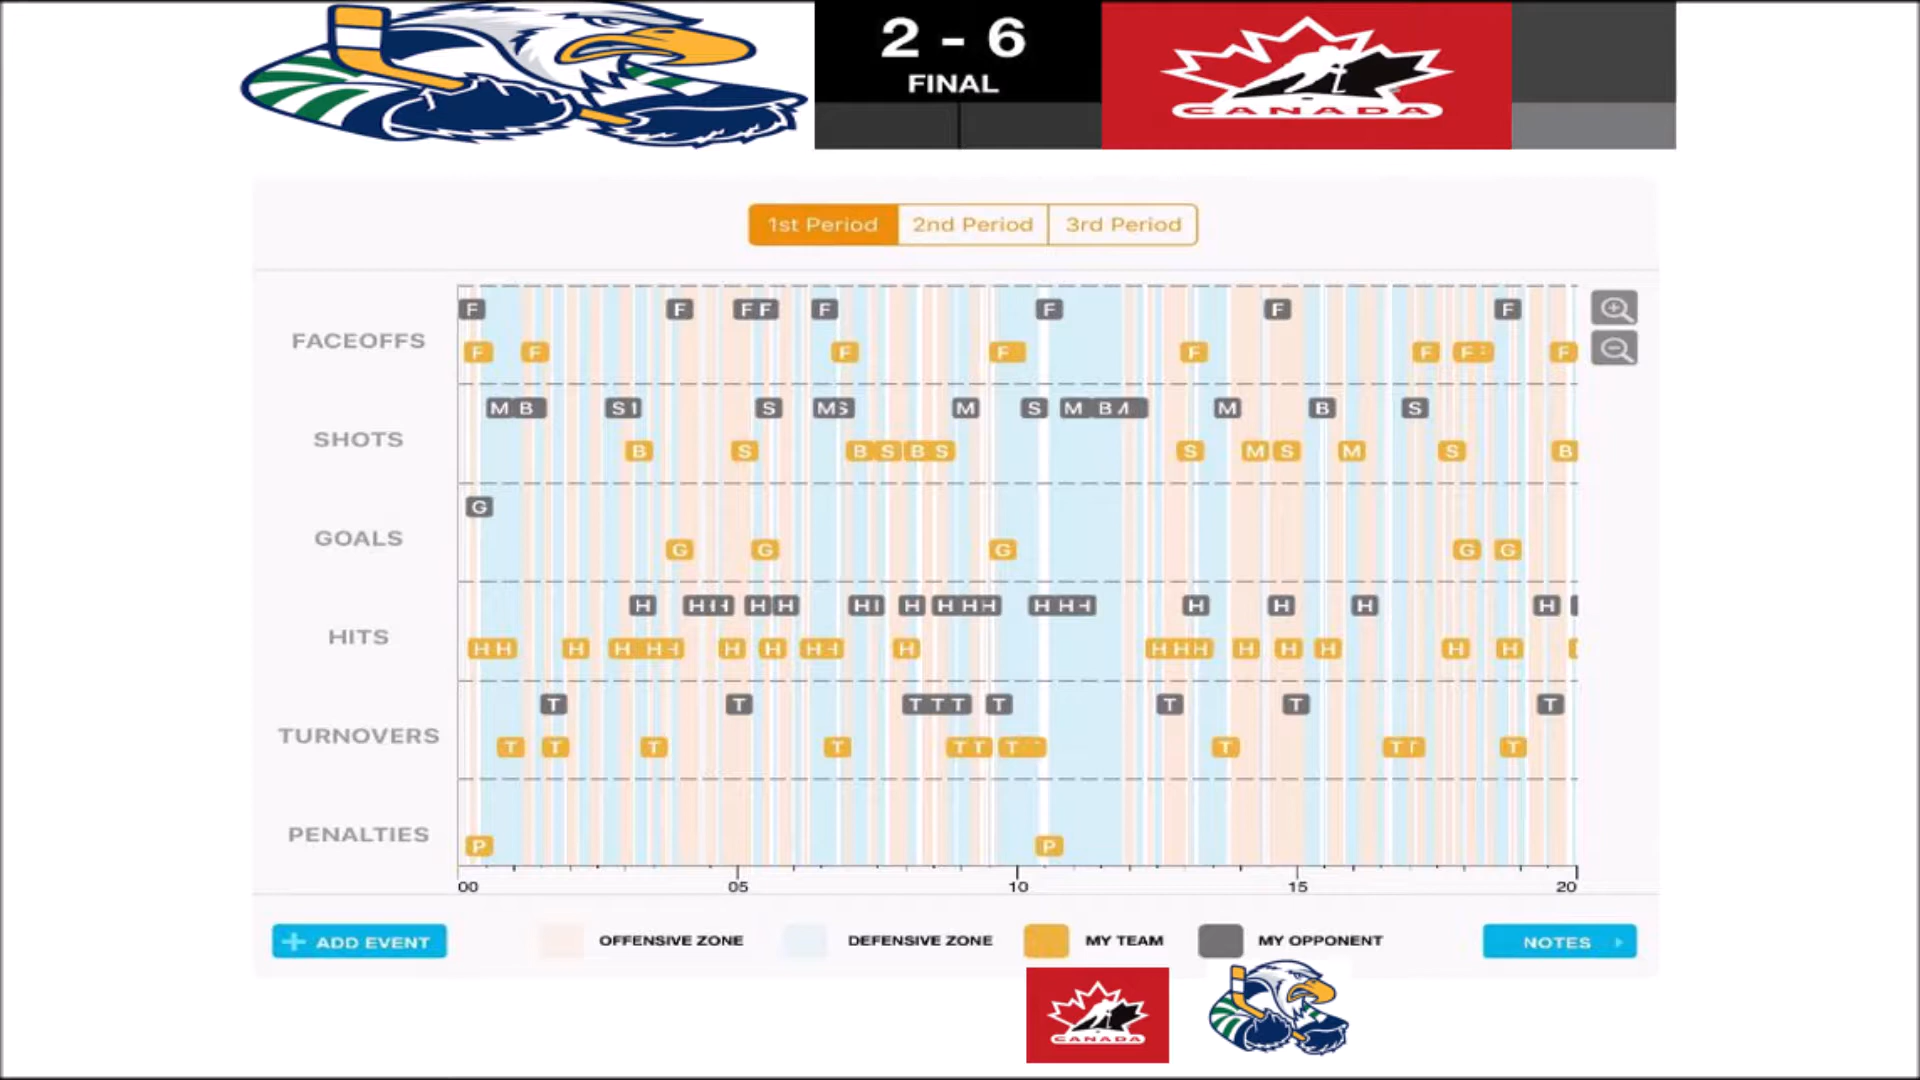 2 - 6
FINAL
CANADA
1st Period 2nd Period 3rd Period
F F F F F F F F
FACEOFFS
F F F F F F F F
M B S S M S M S M B M B S
SHOTS
B S B S B S S M S M S B
G
GOALS
G G G G G
H H H H H H H H H H H H H H H H
HITS
H H H H H H H H H H H H H H H H H H
T T T T T T T T T
TURNOVERS
T T T T T T T T T T
PENALTIES
P P
00 05 10 15 20
+ ADD EVENT OFFENSIVE ZONE DEFENSIVE ZONE MY TEAM MY OPPONENT NOTES
CANADA